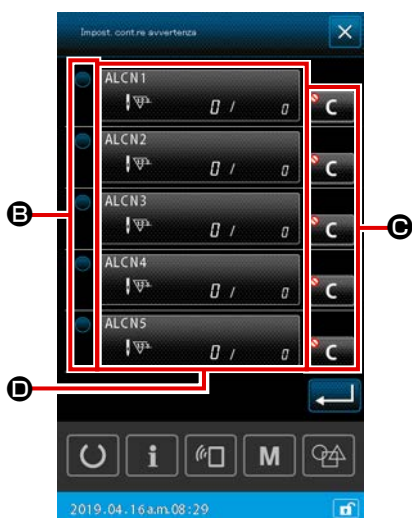 Impost. cont.re avvertenza
ALCN1
0 / 0
C
ALCN2
0 / 0
C
B
ALCN3
0 / 0
C
C
ALCN4
0 / 0
C
ALCN5
0 / 0
C
D
i M
2019.04.16a.m.08:29